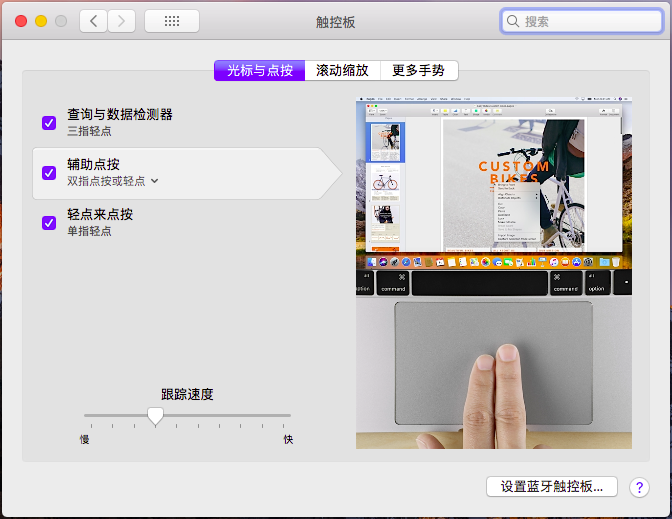 触控板
搜索
光标与点按
滚动缩放
更多手势
查询与数据检测器
三指轻点
辅助点按
双指点按或轻点
轻点来点按
单指轻点
跟踪速度
慢
快
CUSTOM
BIKES
command
option
command
option
设置蓝牙触控板...
?